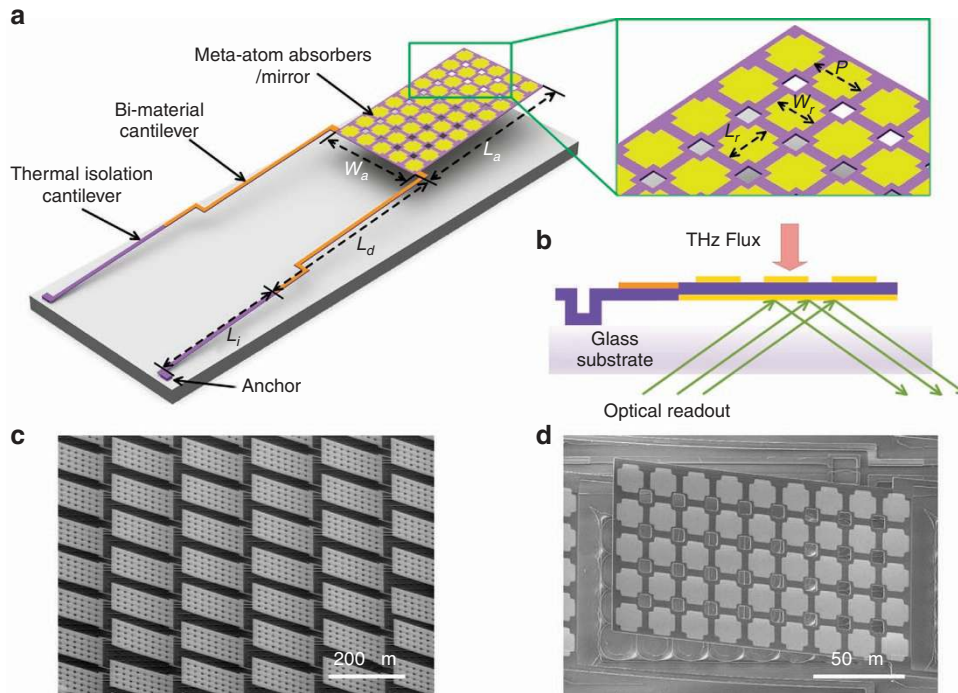 a
Meta-atom absorbers
/mirror
Bi-material
cantilever
Thermal isolation
cantilever
Wa
La
Ld
Li
Anchor
P
Wr
Lr
b
THz Flux
Glass
substrate
Optical readout
c
200 m
d
50 m